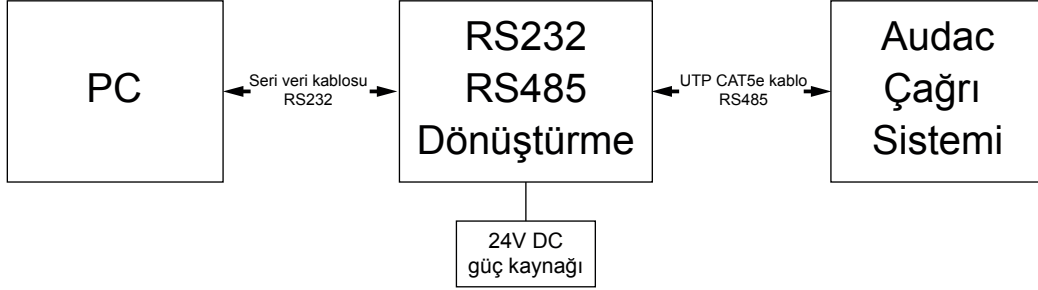 PC
Seri veri kablosu
RS232
RS232
RS485
Dönüştürme
UTP CAT5e kablo
RS485
Audac
Çağrı
Sistemi
24V DC
güç kaynağı